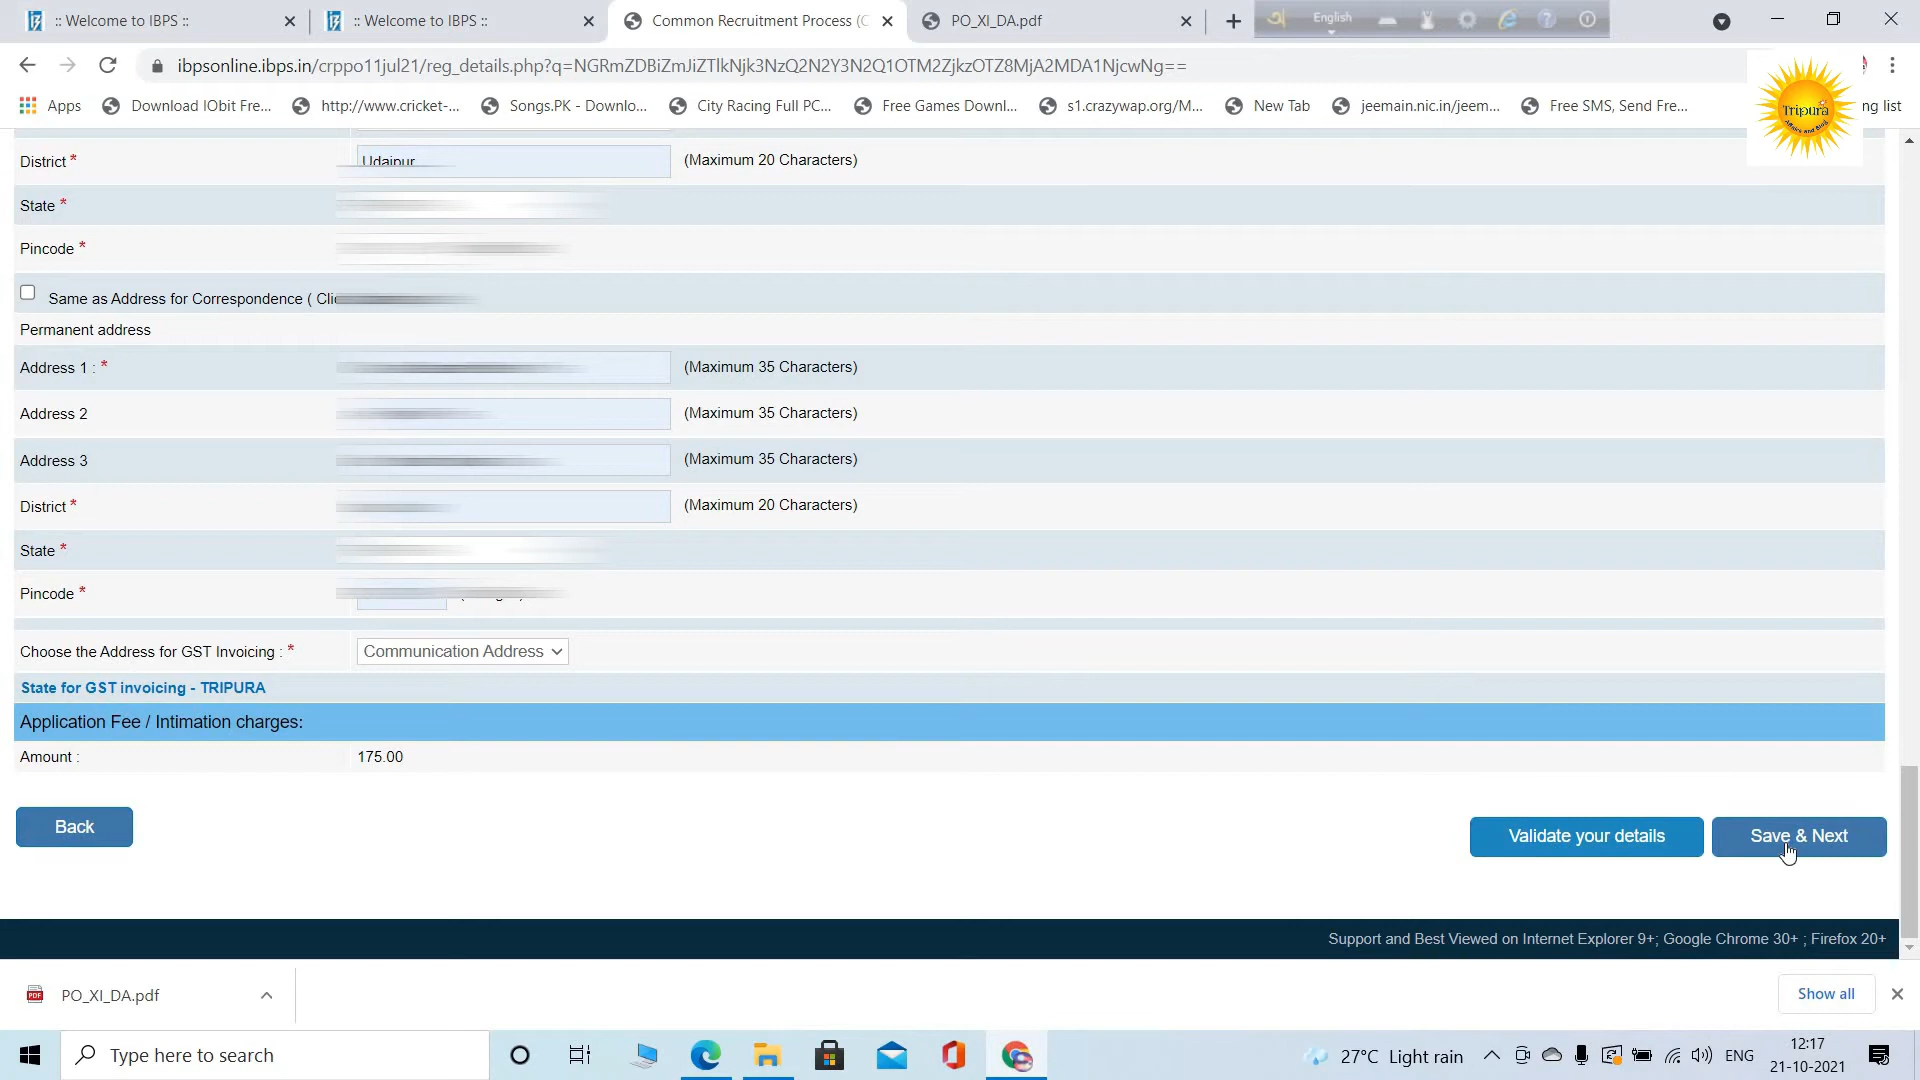 :: Welcome to IBPS ::
:: Welcome to IBPS ::
Common Recruitment Process (C
PO_XI_DA.pdf
English
ibpsonline.ibps.in/crppo11jul21/reg_details.php?q=NGRmZDBiZmJiZTlkNjk3NzQ2N2Y3N2Q1OTM2ZjkzOTZ8MjA2MDA1NjcwNg==
Apps
Download IObit Fre...
http://www.cricket-...
Songs.PK - Downlo...
City Racing Full PC...
Free Games Downl...
s1.crazywap.org/M...
New Tab
jeemain.nic.in/jeem...
Free SMS, Send Fre...
ng list
Tripura
District * Udaipur (Maximum 20 Characters)
State *
Pincode *
Same as Address for Correspondence ( Clic
Permanent address
Address 1 : * (Maximum 35 Characters)
Address 2 (Maximum 35 Characters)
Address 3 (Maximum 35 Characters)
District * (Maximum 20 Characters)
State *
Pincode *
Choose the Address for GST Invoicing : * Communication Address
State for GST invoicing - TRIPURA
Application Fee / Intimation charges:
Amount : 175.00
Back
Validate your details
Save & Next
Support and Best Viewed on Internet Explorer 9+; Google Chrome 30+ ; Firefox 20+
PO_XI_DA.pdf
Show all
Type here to search
27°C Light rain
ENG
12:17
21-10-2021